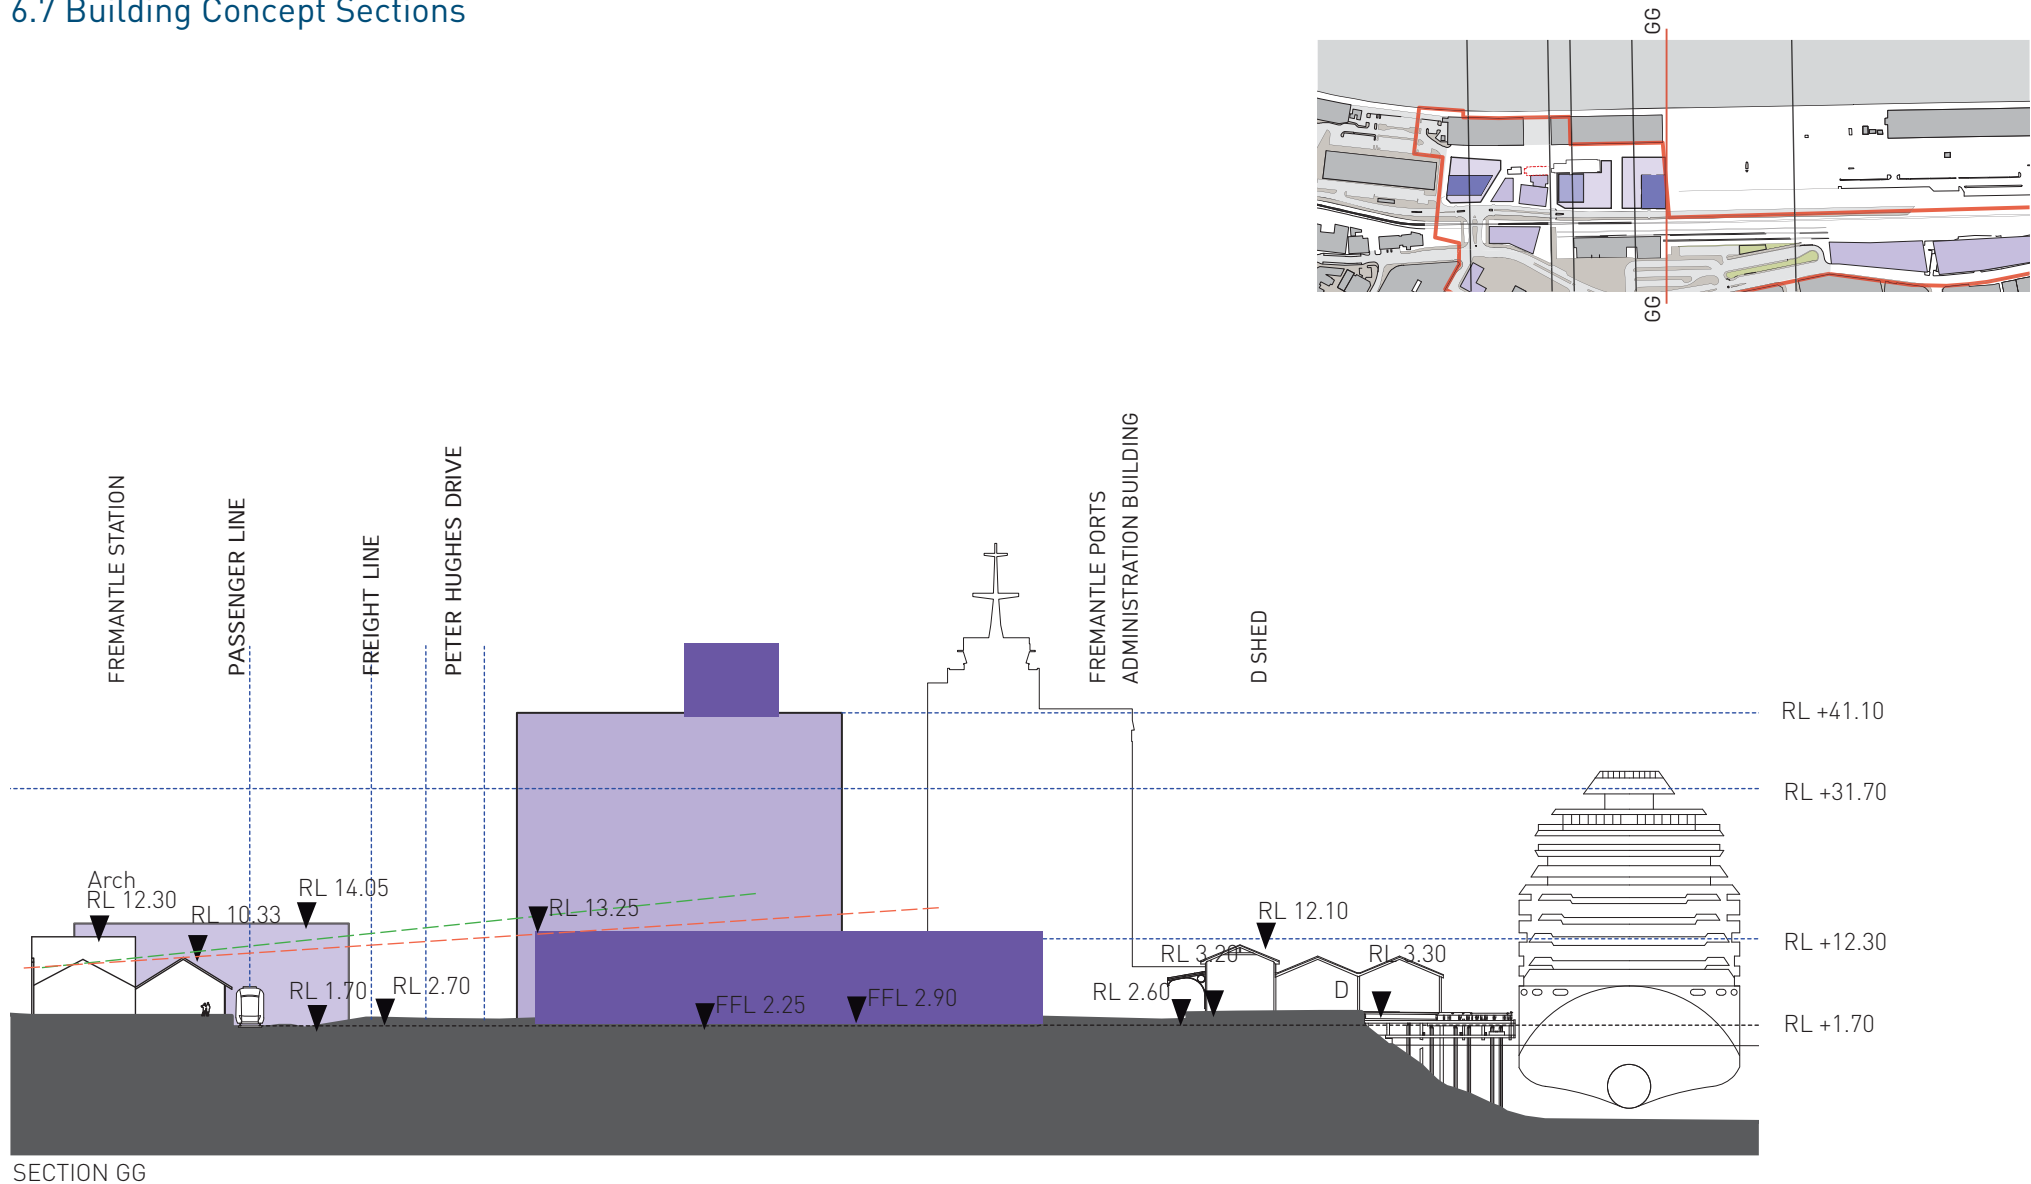 6.7 Building Concept Sections
GG
GG
FREMANTLE STATION
PASSENGER LINE
FREIGHT LINE
PETER HUGHES DRIVE
FREMANTLE PORTS
ADMINISTRATION BUILDING
D SHED
RL +41.10
RL +31.70
Arch
RL 12.30
RL 10.33
RL 14.05
RL 13.25
RL 12.10
RL +12.30
RL 3.20
RL 3.30
RL 1.70
RL 2.70
FFL 2.25
FFL 2.90
RL 2.60
D
RL +1.70
SECTION GG